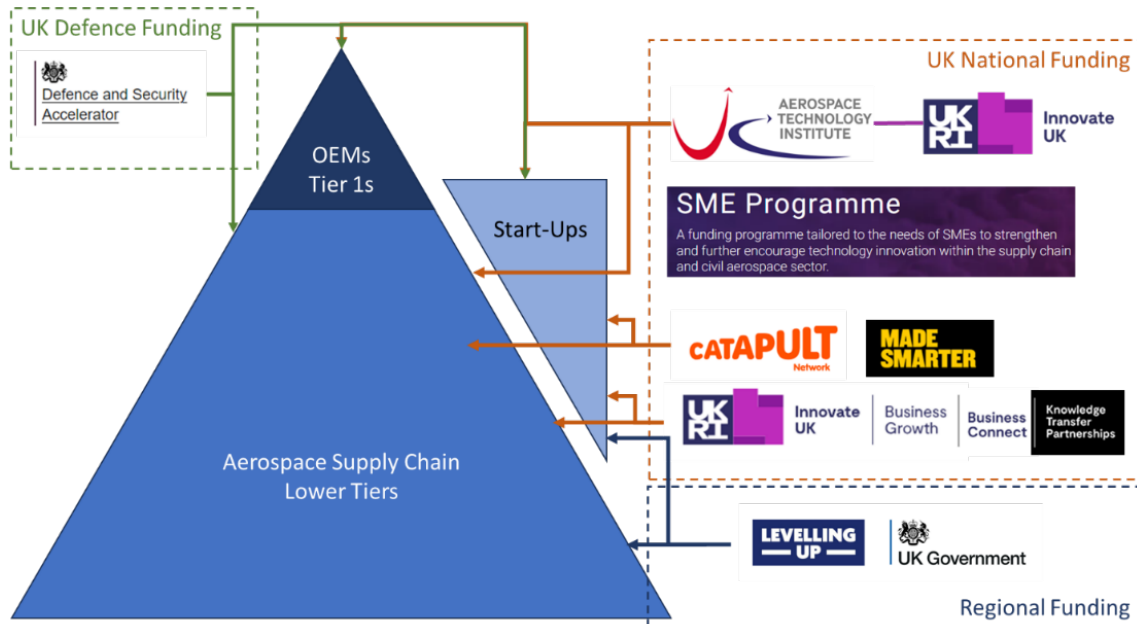 UK Defence Funding
Defence and Security
Accelerator
OEMs
Tier 1s
Start-Ups
Aerospace Supply Chain
Lower Tiers
UK National Funding
AEROSPACE
TECHNOLOGY
INSTITUTE
UK
RI
Innovate
UK
SME Programme
A funding programme tailored to the needs of SMEs to strengthen
and further encourage technology innovation within the supply chain
and civil aerospace sector.
CATAPULT
Network
MADE
SMARTER
UK
RI
Innovate
UK
Business
Growth
Business
Connect
Knowledge
Transfer
Partnerships
LEVELLING
UP
UK Government
Regional Funding